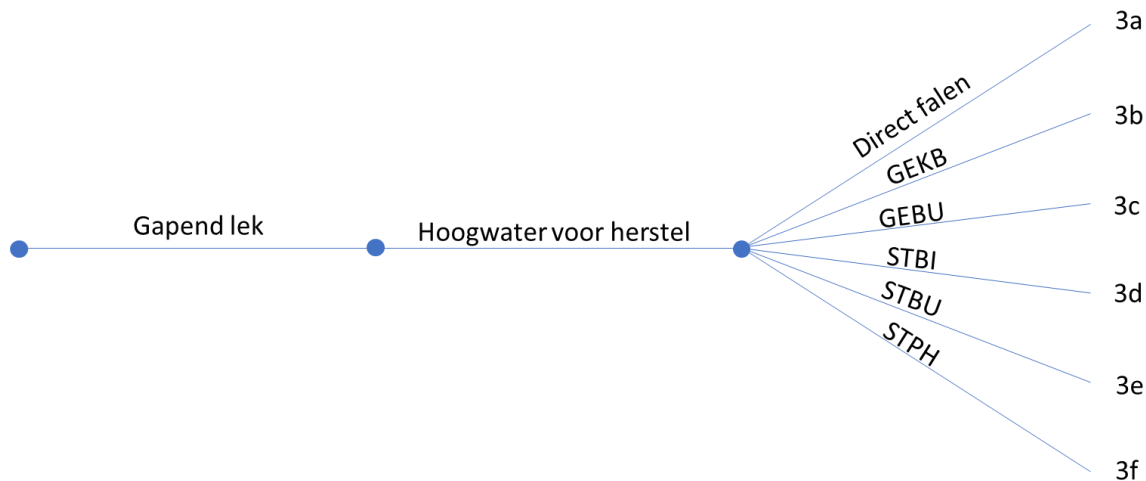 3a
Direct falen
3b
GEKB
Gapend lek
Hoogwater voor herstel
GEBU
3c
STBI
3d
STBU
3e
STPH
3f